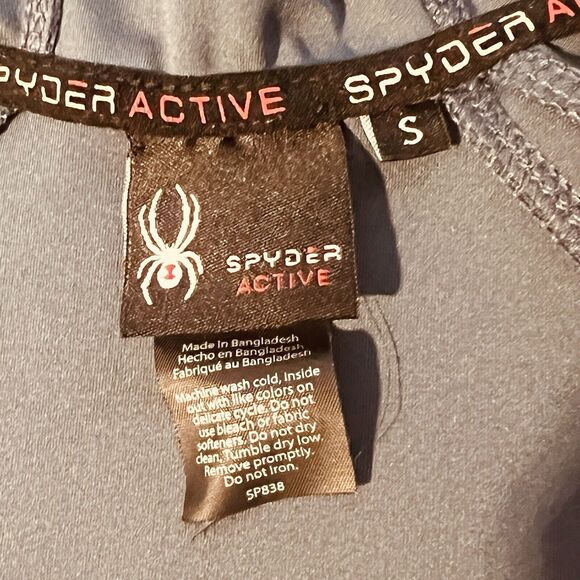 SPYDER ACTIVE SPYDER A
S
SPYDER
ACTIVE
Made in Bangladesh
Hecho en Bangladesh
Fabriqué au Bangladesh
Machine wash cold, Inside
out with like colors on
delicate cycle. Do not
use bleach or fabric
softeners. Do not dry
clean. Tumble dry low.
Remove promptly.
Do not Iron.
SP838